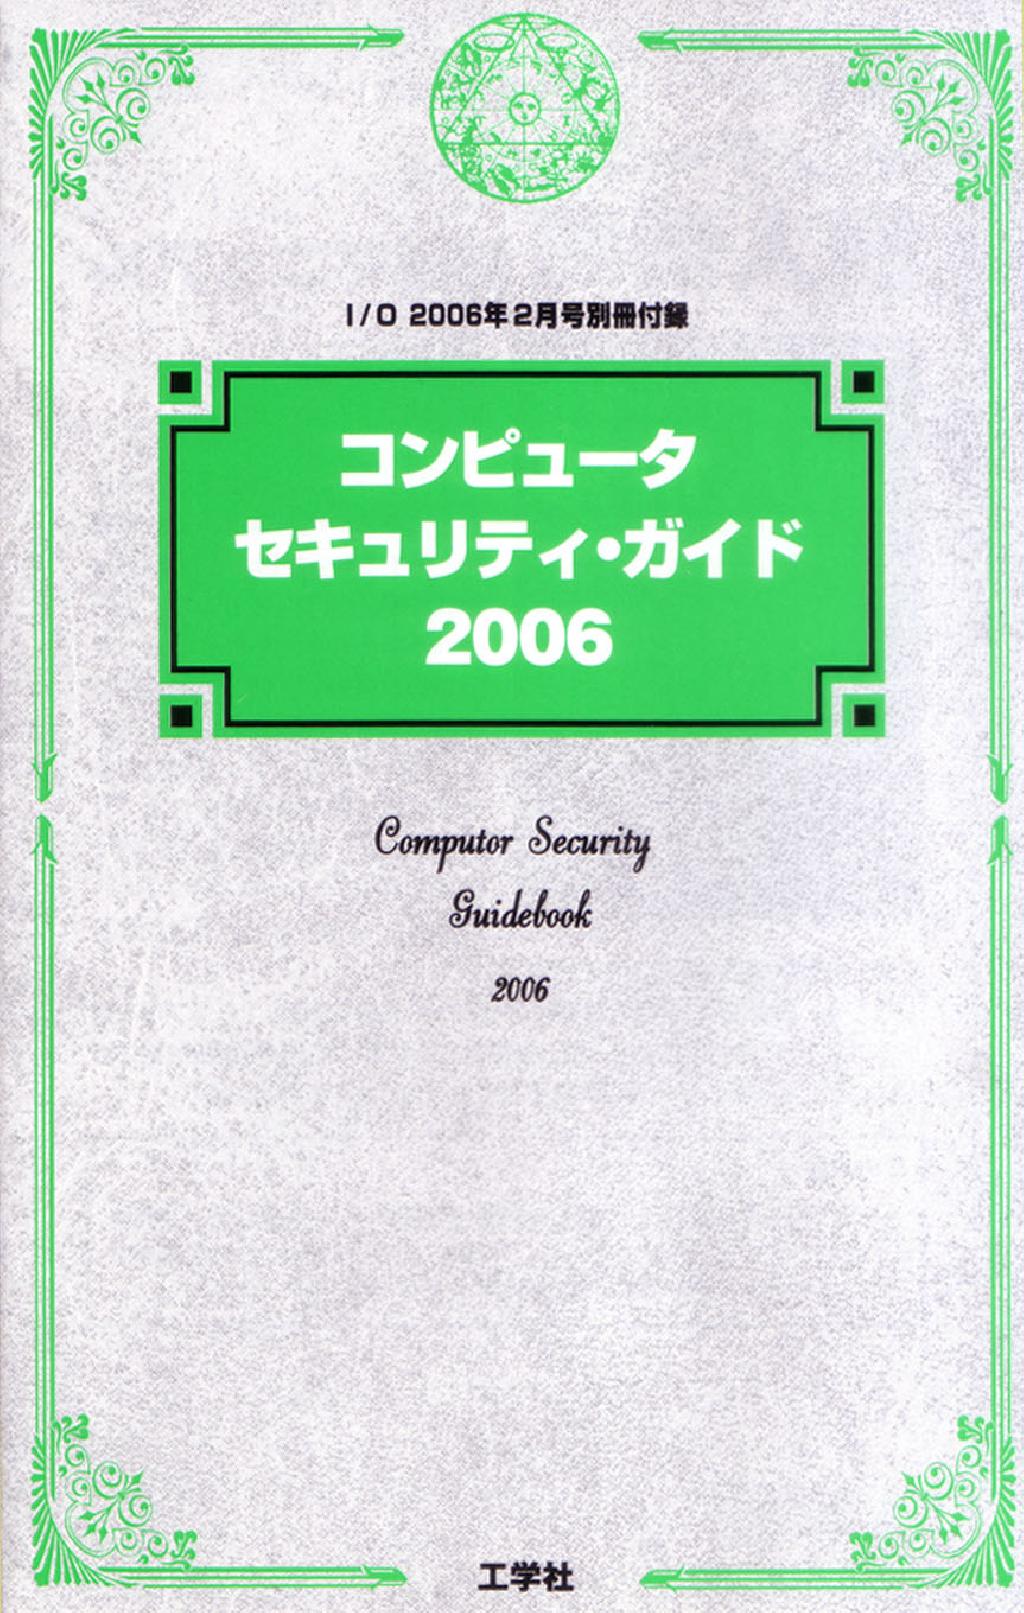 I/O 2006年2月号別冊付録
コンピュータ
セキュリティ・ガイド
2006
Computor Security
Guidebook
2006
工学社